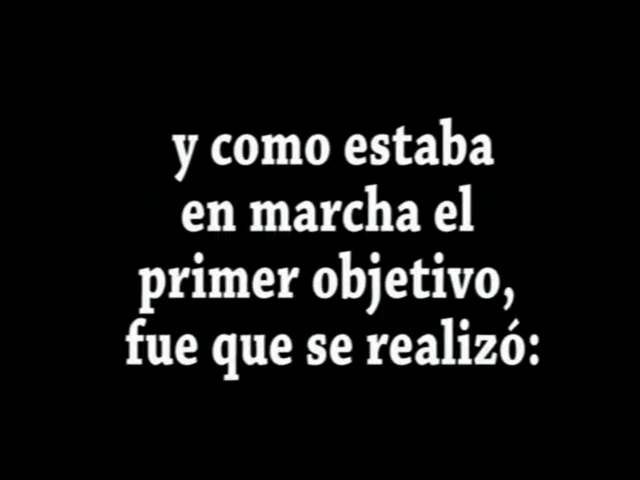 y como estaba
en marcha el
primer objetivo,
fue que se realizó: